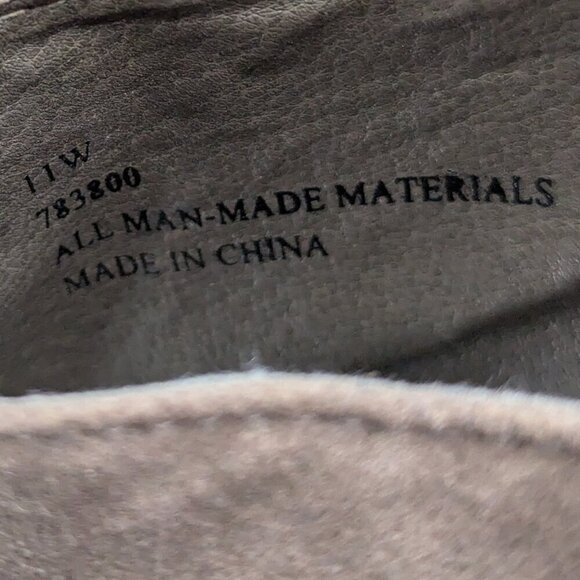 11W
783800
ALL MAN-MADE MATERIALS
MADE IN CHINA